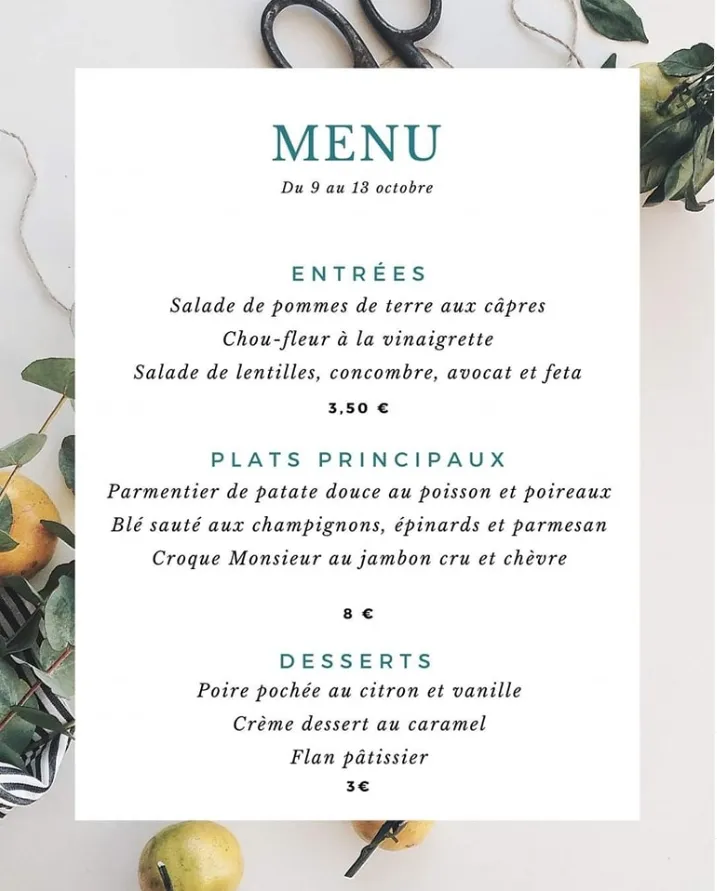 MENU
Du 9 au 13 octobre
ENTRÉES
Salade de pommes de terre aux câpres
Chou-fleur à la vinaigrette
Salade de lentilles, concombre, avocat et feta
3,50 €
PLATS PRINCIPAUX
Parmentier de patate douce au poisson et poireaux
Blé sauté aux champignons, épinards et parmesan
Croque Monsieur au jambon cru et chèvre
8 €
DESSERTS
Poire pochée au citron et vanille
Crème dessert au caramel
Flan pâtissier
3€